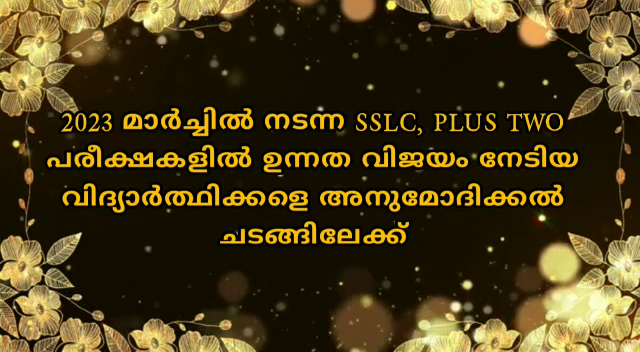 2023 മാർച്ചിൽ നടന്ന SSLC, PLUS TWO
പരീക്ഷകളിൽ ഉന്നത വിജയം നേടിയ
വിദ്യാർത്ഥിക്കളെ അനുമോദിക്കൽ
ചടങ്ങിലേക്ക്